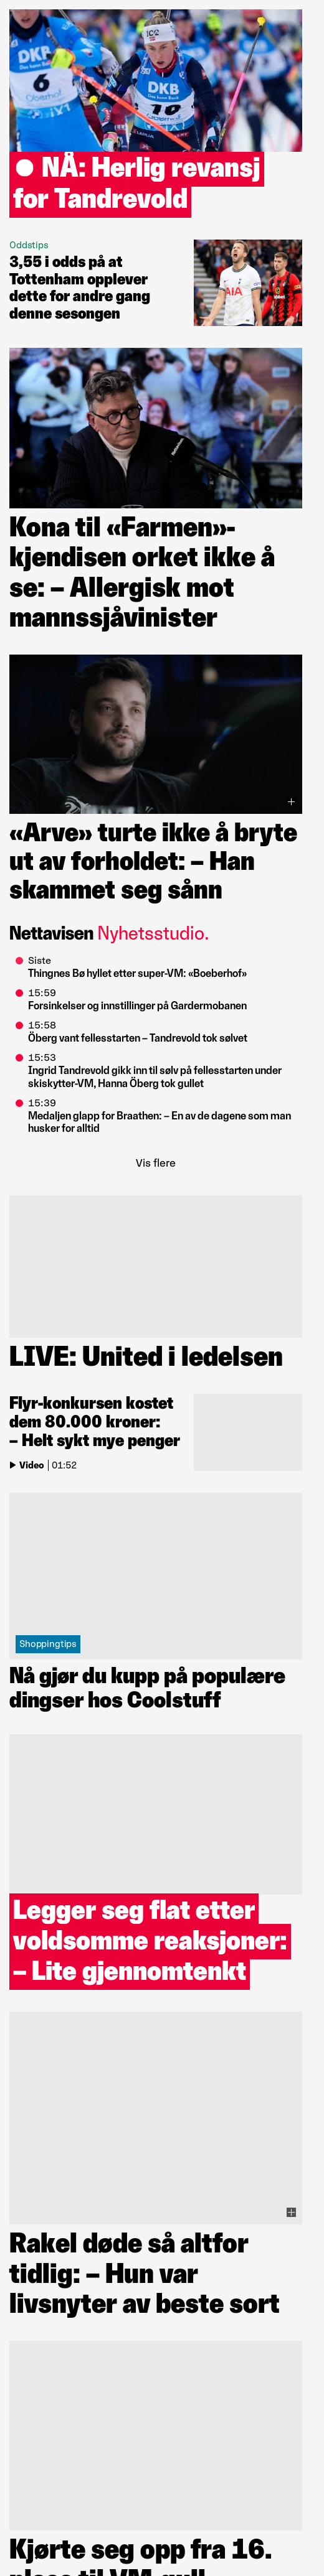 DKB
6
Oberhof
DKB
10
NÅ: Herlig revansj
for Tandrevold
Oddstips
3,55 i odds på at
Tottenham opplever
dette for andre gang
denne sesongen
AIA
Kona til «Farmen»-
kjendisen orket ikke å
se: – Allergisk mot
mannssjåvinister
«Arve» turte ikke å bryte
ut av forholdet: – Han
skammet seg sånn
Nettavisen Nyhetsstudio.
Siste
Thingnes Bø hyllet etter super-VM: «Boeberhof»
15:59
Forsinkelser og innstillinger på Gardermobanen
15:58
Öberg vant fellesstarten – Tandrevold tok sølvet
15:53
Ingrid Tandrevold gikk inn til sølv på fellesstarten under
skiskytter-VM, Hanna Öberg tok gullet
15:39
Medaljen glapp for Braathen: – En av de dagene som man
husker for alltid
Vis flere
LIVE: United i ledelsen
Flyr-konkursen kostet
dem 80.000 kroner:
– Helt sykt mye penger
Video | 01:52
Shoppingtips
Nå gjør du kupp på populære
dingser hos Coolstuff
Legger seg flat etter
voldsomme reaksjoner:
– Lite gjennomtenkt
Rakel døde så altfor
tidlig: – Hun var
livsnyter av beste sort
Kjørte seg opp fra 16.
plass til VM-gull